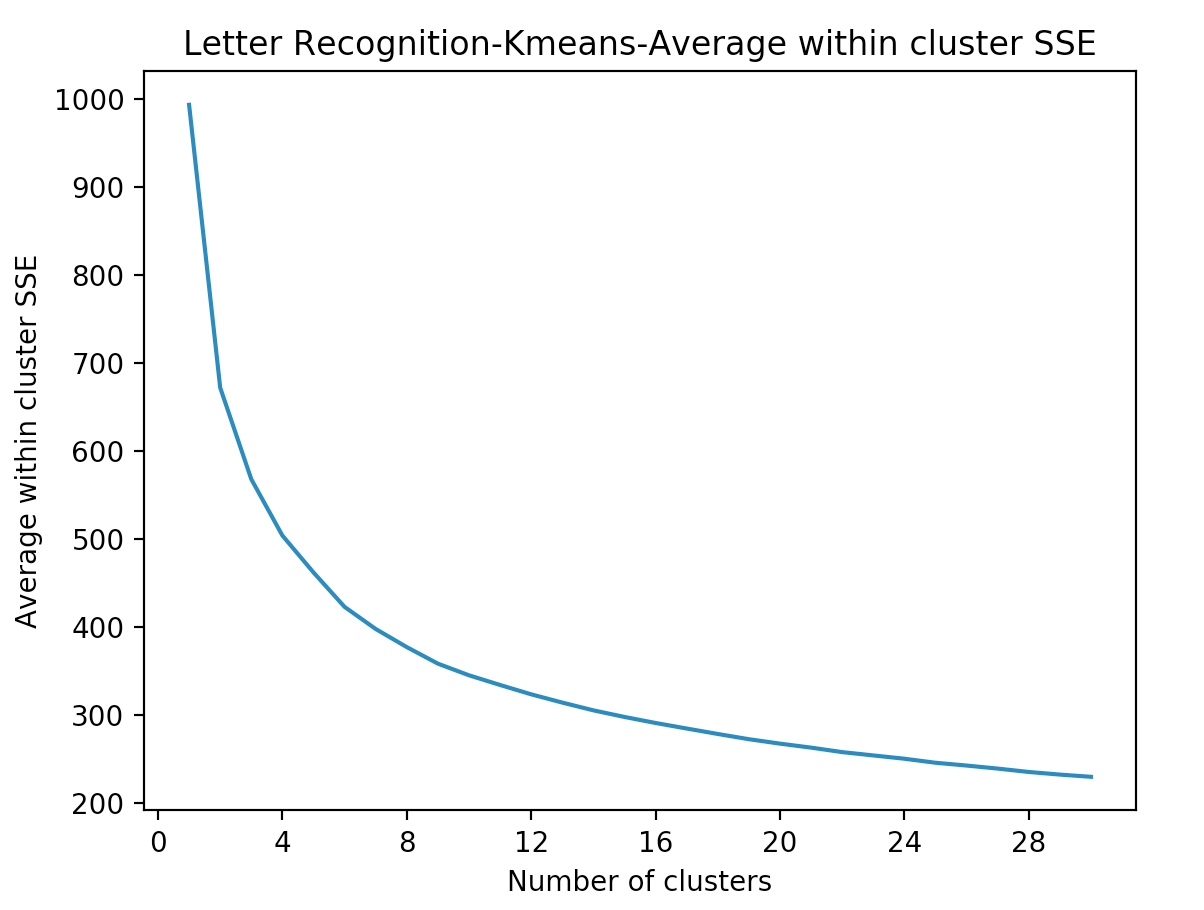 Letter Recognition-Kmeans-Average within cluster SSE
1000
900
800
700
600
500
400
300
200
Average within cluster SSE
0 4 8 12 16 20 24 28
Number of clusters